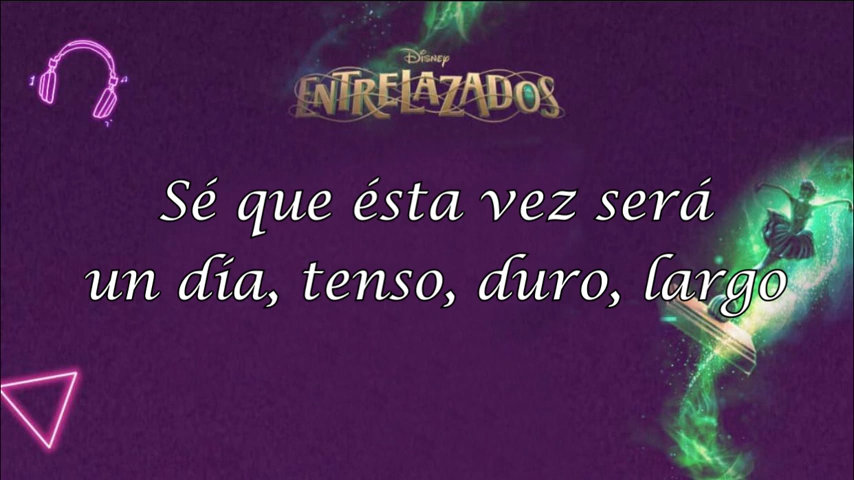 Disney
ENTRELAZADOS
Sé que ésta vez será
un día, tenso, duro, largo